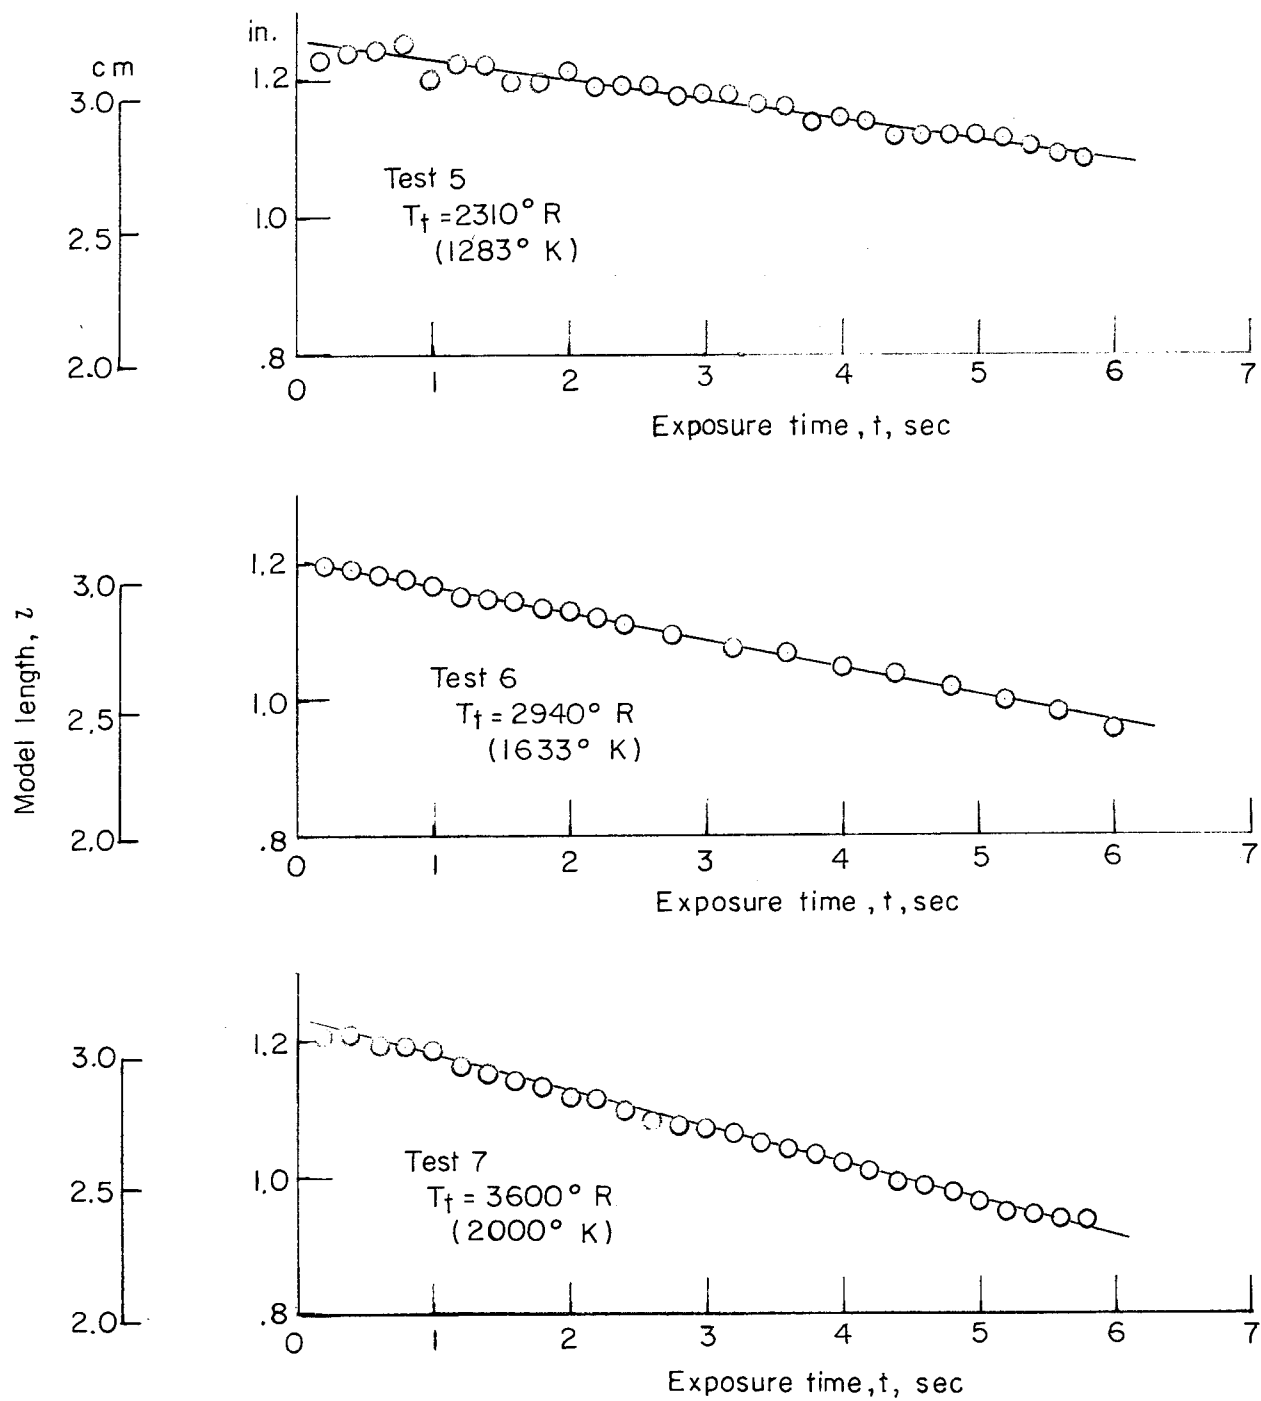 in.
cm
1.2
3.0
Test 5
Tt = 2310° R
1.0
2.5
(1283° K)
.8
2.0
0 1 2 3 4 5 6 7
Exposure time, t, sec
1.2
3.0
Model length, l
Test 6
1.0
Tt = 2940° R
2.5
(1633° K)
.8
2.0
0 1 2 3 4 5 6 7
Exposure time, t, sec
1.2
3.0
Test 7
1.0
Tt = 3600° R
2.5
(2000° K)
.8
2.0
0 1 2 3 4 5 6 7
Exposure time, t, sec